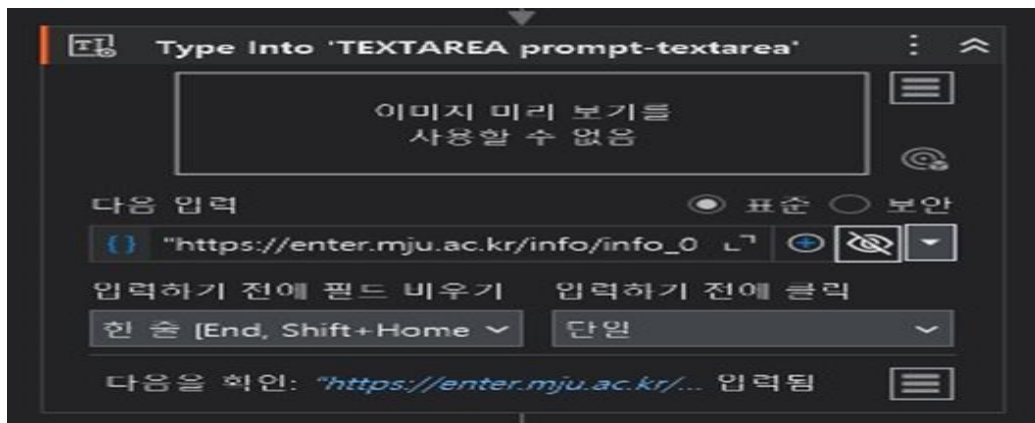 Type Into 'TEXTAREA prompt-textarea'
이미지 미리 보기를
사용할 수 없음
다음 입력
표준
보안
"https://enter.mju.ac.kr/info/info_0
입력하기 전에 필드 비우기
입력하기 전에 클릭
한 줄 [End, Shift+Home
단일
다음을 확인: "https://enter.mju.ac.kr/... 입력됨